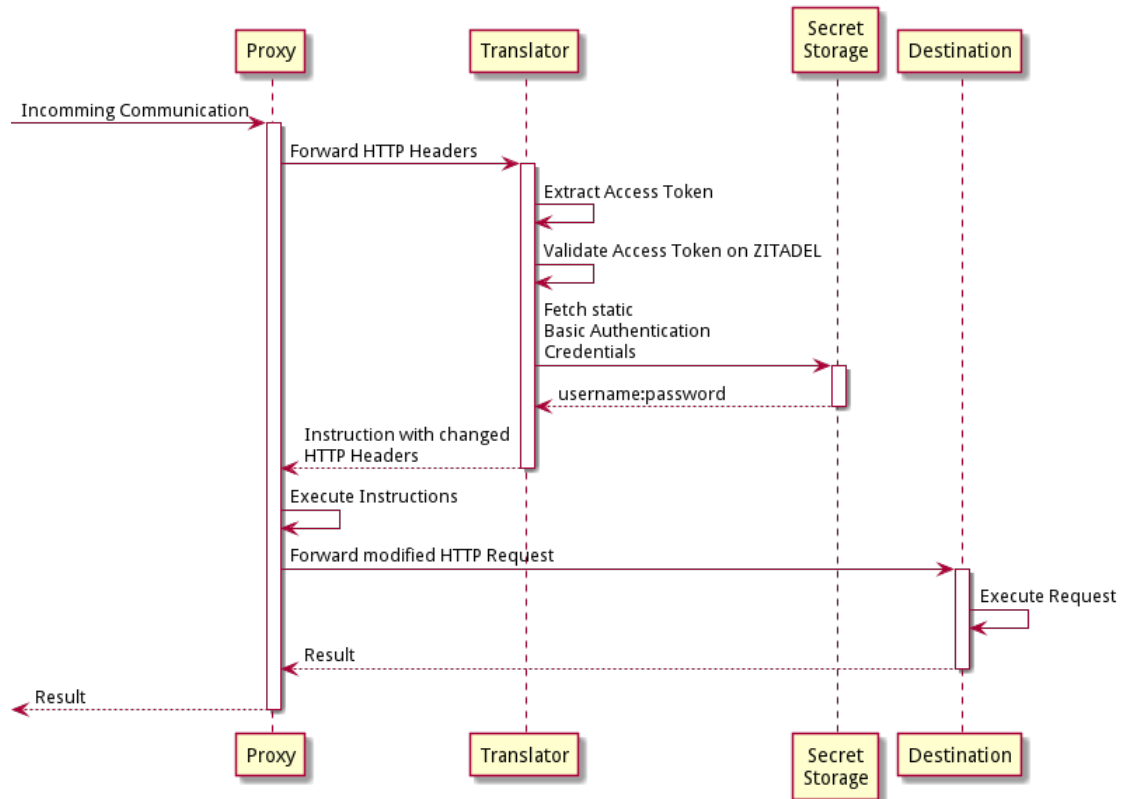 Proxy
Translator
Secret
Storage
Destination
Incomming Communication
Forward HTTP Headers
Extract Access Token
Validate Access Token on ZITADEL
Fetch static
Basic Authentication
Credentials
username:password
Instruction with changed
HTTP Headers
Execute Instructions
Forward modified HTTP Request
Execute Request
Result
Result
Proxy
Translator
Secret
Storage
Destination